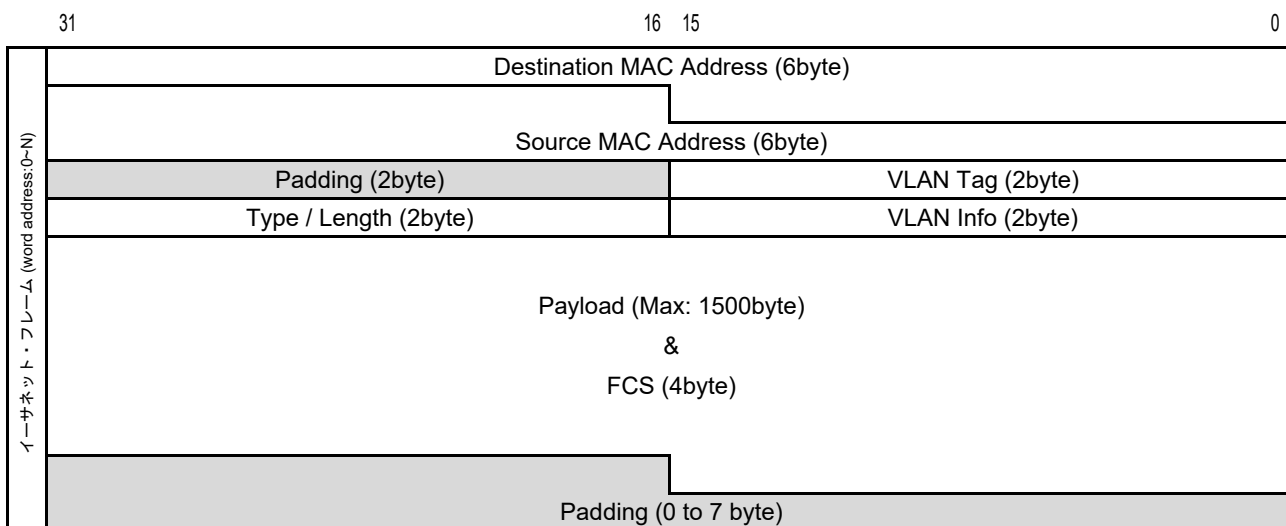 31 16 15 0
イーサネット・フレーム (word address:0~N)
Destination MAC Address (6byte)
Source MAC Address (6byte)
Padding (2byte) VLAN Tag (2byte)
Type / Length (2byte) VLAN Info (2byte)
Payload (Max: 1500byte)
&
FCS (4byte)
Padding (0 to 7 byte)